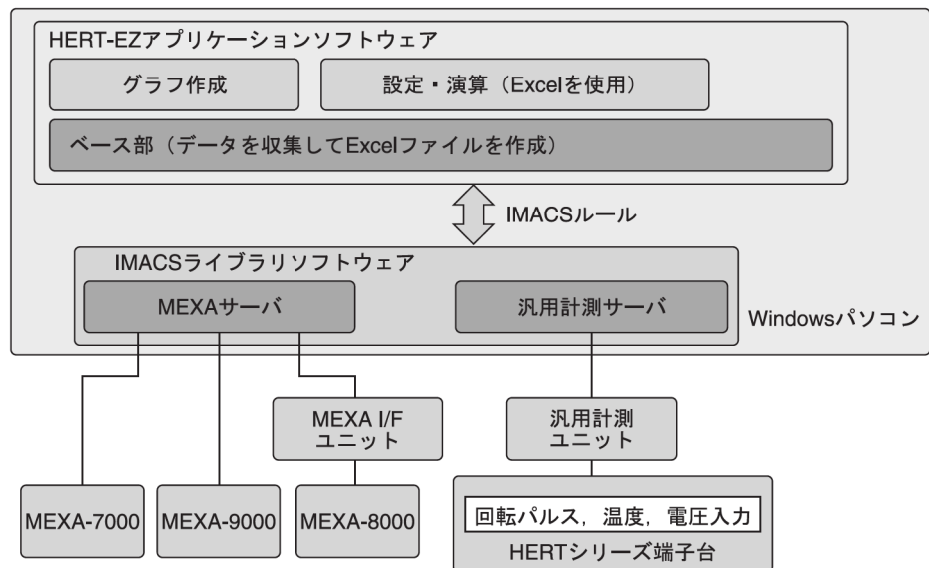 HERT-EZアプリケーションソフトウェア
グラフ作成
設定・演算（Excelを使用）
ベース部（データを収集してExcelファイルを作成）
IMACSルール
IMACSライブラリソフトウェア
MEXAサーバ
汎用計測サーバ
Windowsパソコン
MEXA I/F
ユニット
汎用計測
ユニット
MEXA-7000
MEXA-9000
MEXA-8000
回転パルス，温度，電圧入力
HERTシリーズ端子台